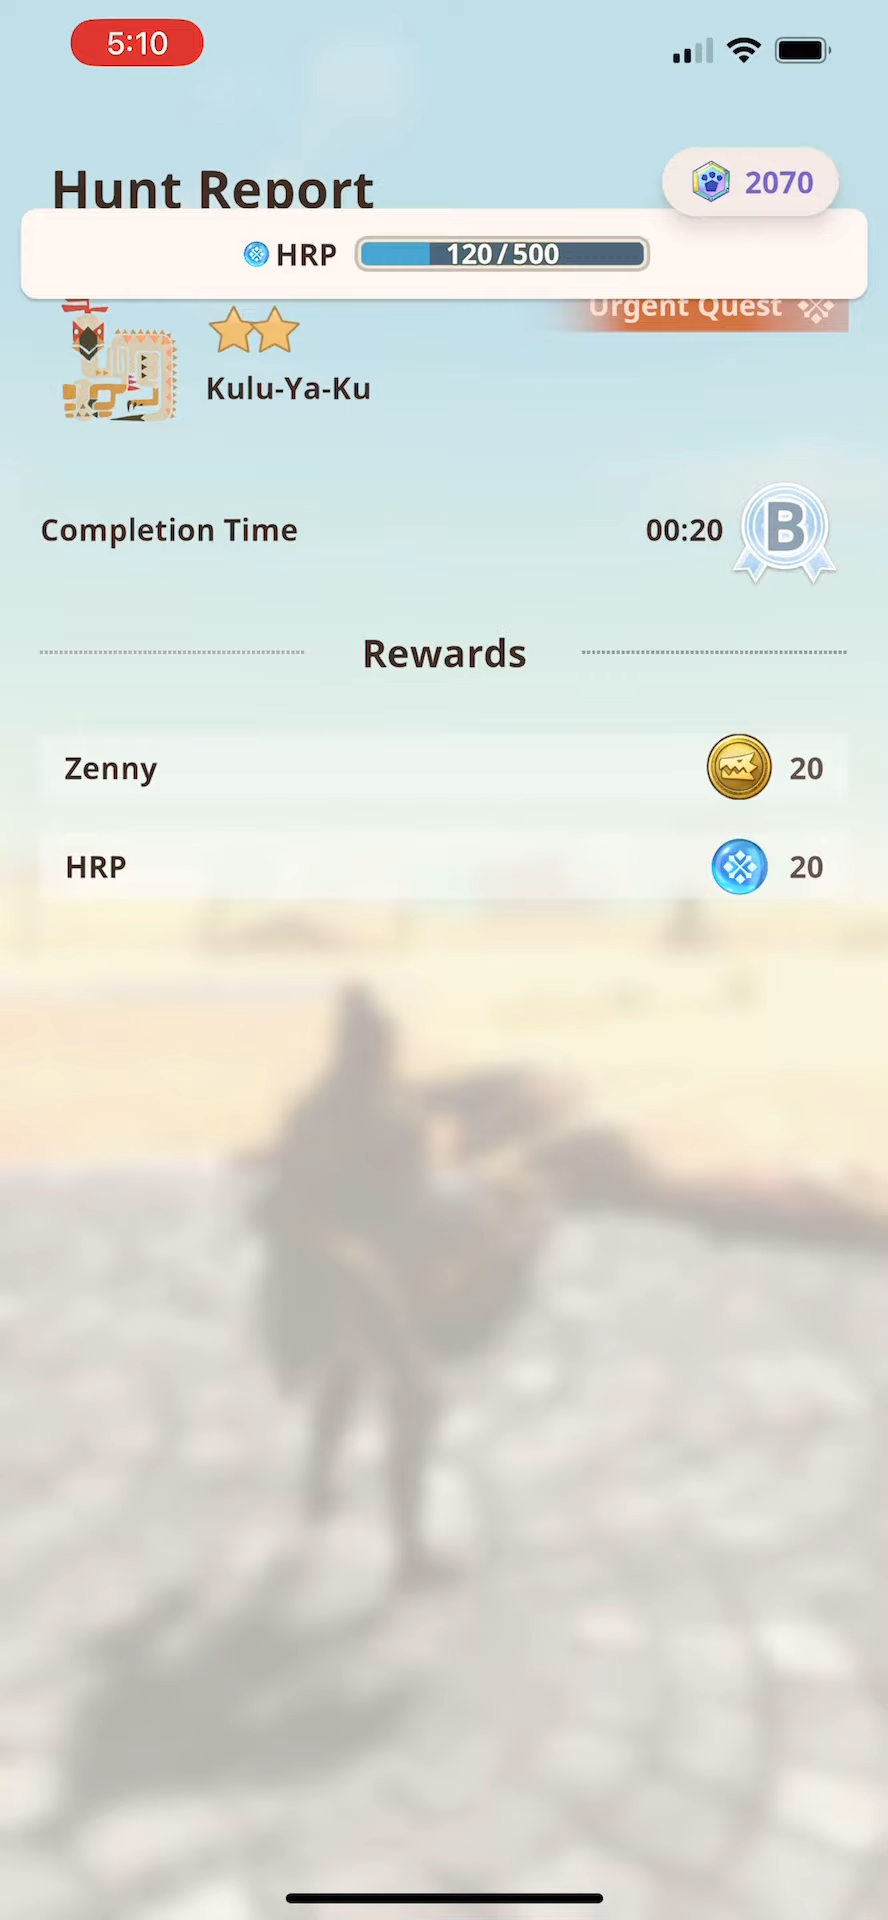 5:10
Hunt Report
2070
HRP 120/500
Urgent Quest
Kulu-Ya-Ku
Completion Time 00:20 B
Rewards
Zenny 20
HRP 20